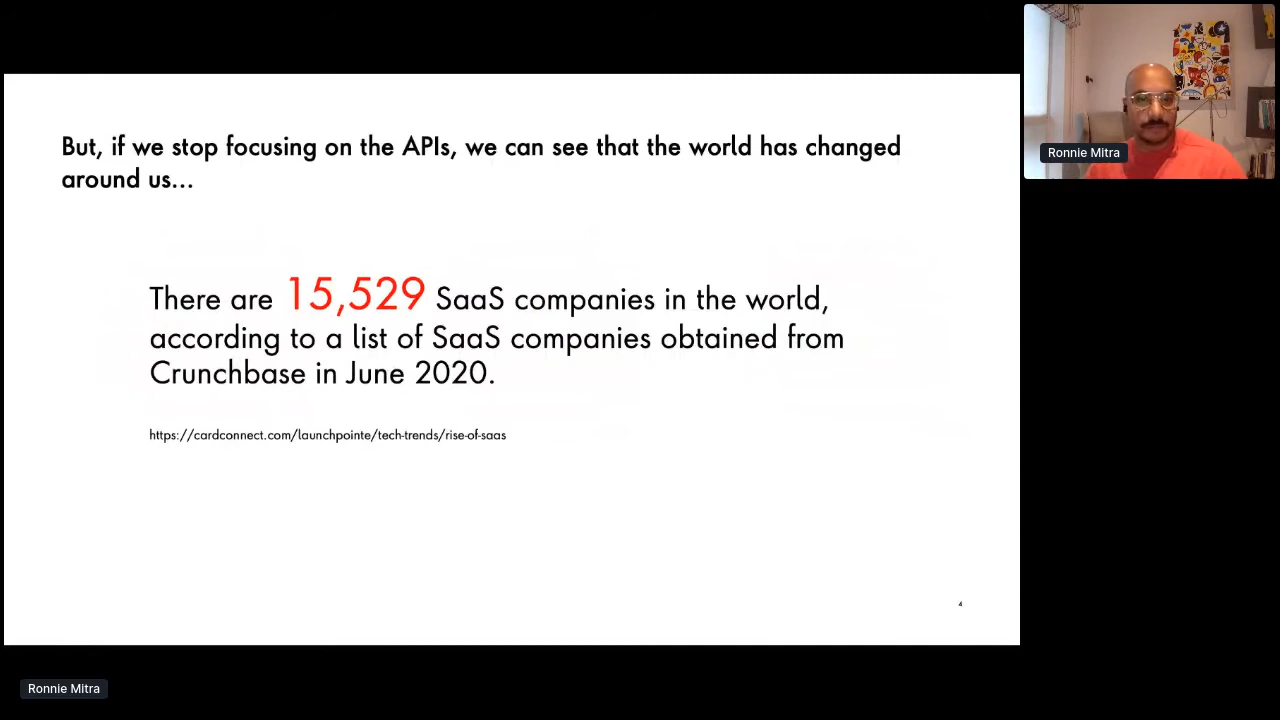 But, if we stop focusing on the APIs, we can see that the world has changed
around us...
There are 15,529 SaaS companies in the world,
according to a list of SaaS companies obtained from
Crunchbase in June 2020.
https://cardconnect.com/launchpointe/tech-trends/rise-of-saas
4
Ronnie Mitra
Ronnie Mitra